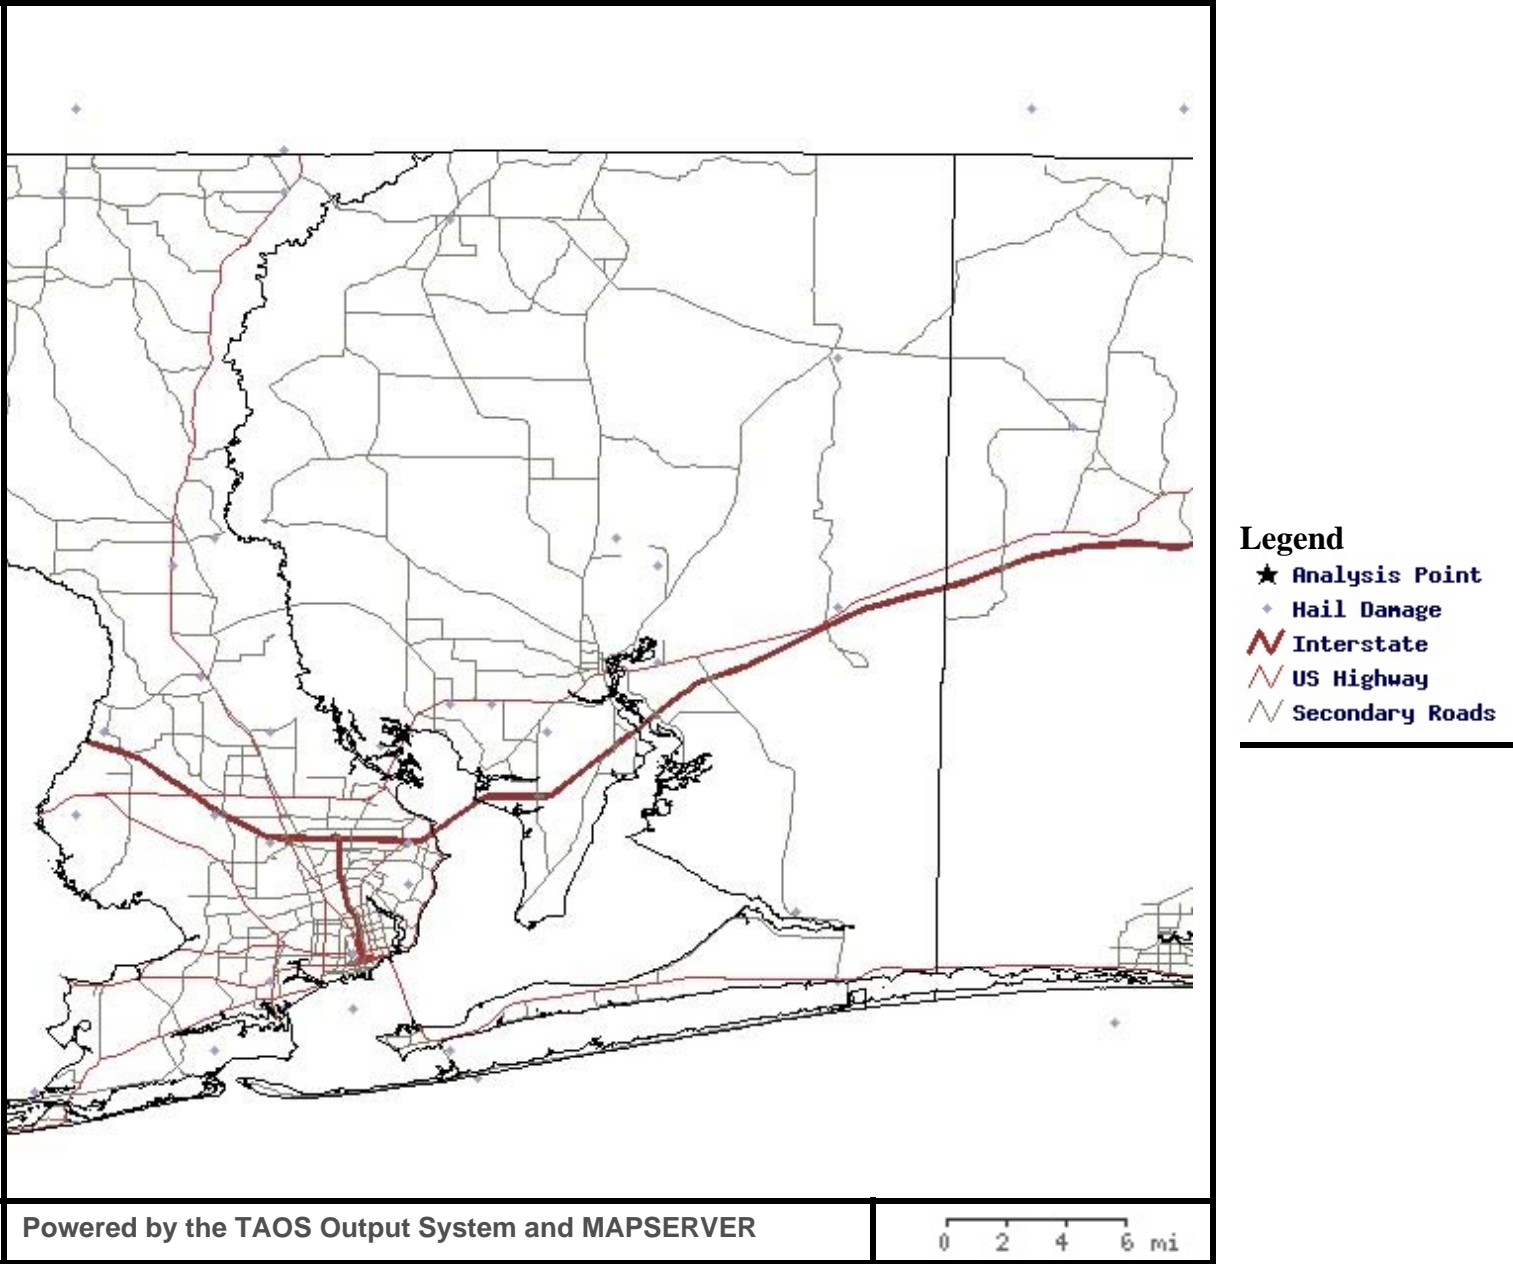 Legend
Analysis Point
Hail Damage
Interstate
US Highway
Secondary Roads
Powered by the TAOS Output System and MAPSERVER
0 2 4 6 mi